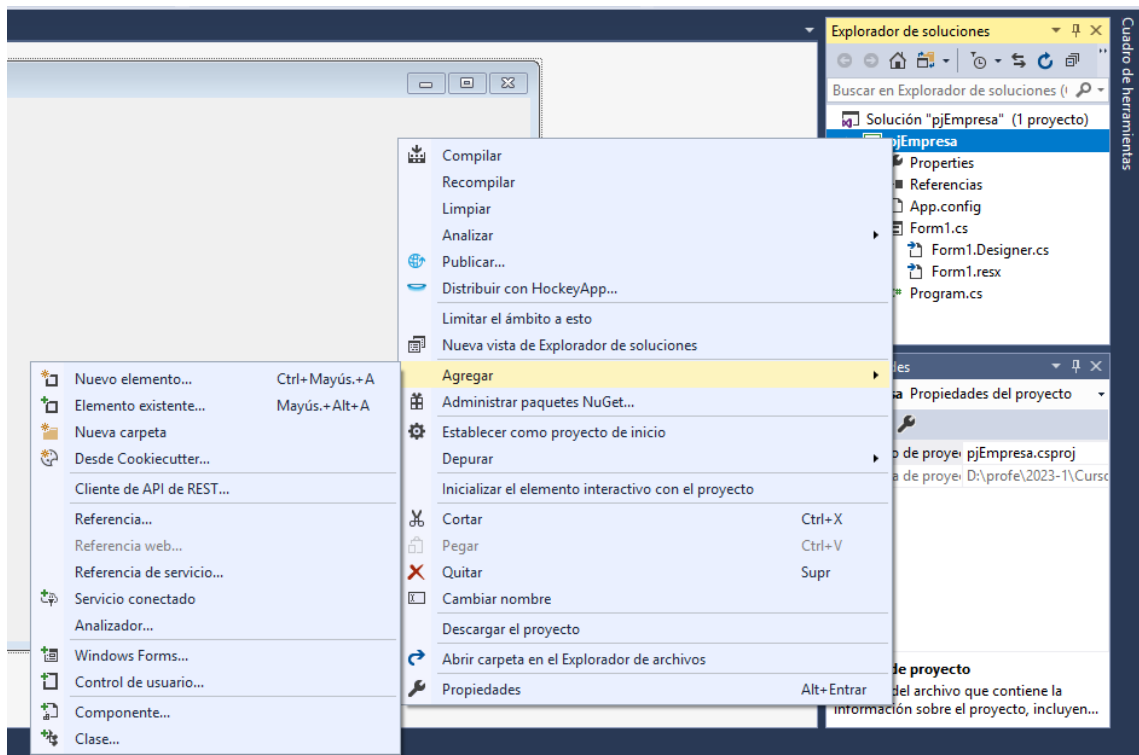 Explorador de soluciones
Buscar en Explorador de soluciones (
Solución "pjEmpresa" (1 proyecto)
pjEmpresa
Properties
Referencias
App.config
Form1.cs
Form1.Designer.cs
Form1.resx
Program.cs
Cuadro de herramientas
Compilar
Recompilar
Limpiar
Analizar
Publicar...
Distribuir con HockeyApp...
Limitar el ámbito a esto
Nueva vista de Explorador de soluciones
Agregar
Administrar paquetes NuGet...
Establecer como proyecto de inicio
Depurar
Inicializar el elemento interactivo con el proyecto
Cortar Ctrl+X
Pegar Ctrl+V
Quitar Supr
Cambiar nombre
Descargar el proyecto
Abrir carpeta en el Explorador de archivos
Propiedades Alt+Entrar
Nuevo elemento... Ctrl+Mayús.+A
Elemento existente... Mayús.+Alt+A
Nueva carpeta
Desde Cookiecutter...
Cliente de API de REST...
Referencia...
Referencia web...
Referencia de servicio...
Servicio conectado
Analizador...
Windows Forms...
Control de usuario...
Componente...
Clase...
Propiedades del proyecto
de proye pjEmpresa.csproj
a de proye D:\profe\2023-1\Curso
de proyecto
del archivo que contiene la
información sobre el proyecto, incluyen...